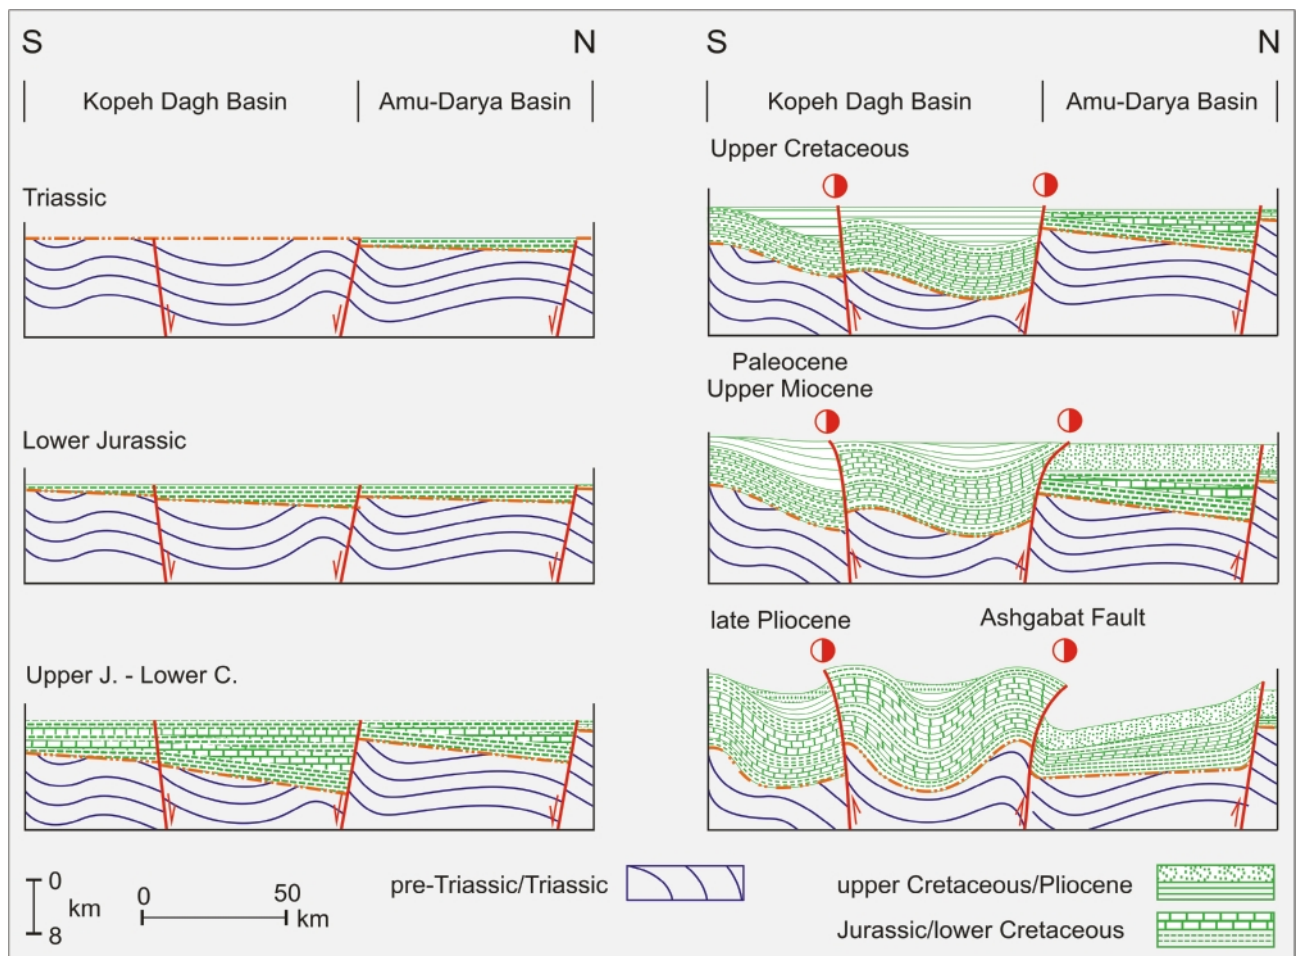 S N
Kopeh Dagh Basin Amu-Darya Basin
Triassic
Lower Jurassic
Upper J. - Lower C.
S N
Kopeh Dagh Basin Amu-Darya Basin
Upper Cretaceous
Paleocene
Upper Miocene
late Pliocene Ashgabat Fault
0
km
8
0 50
km
pre-Triassic/Triassic
upper Cretaceous/Pliocene
Jurassic/lower Cretaceous